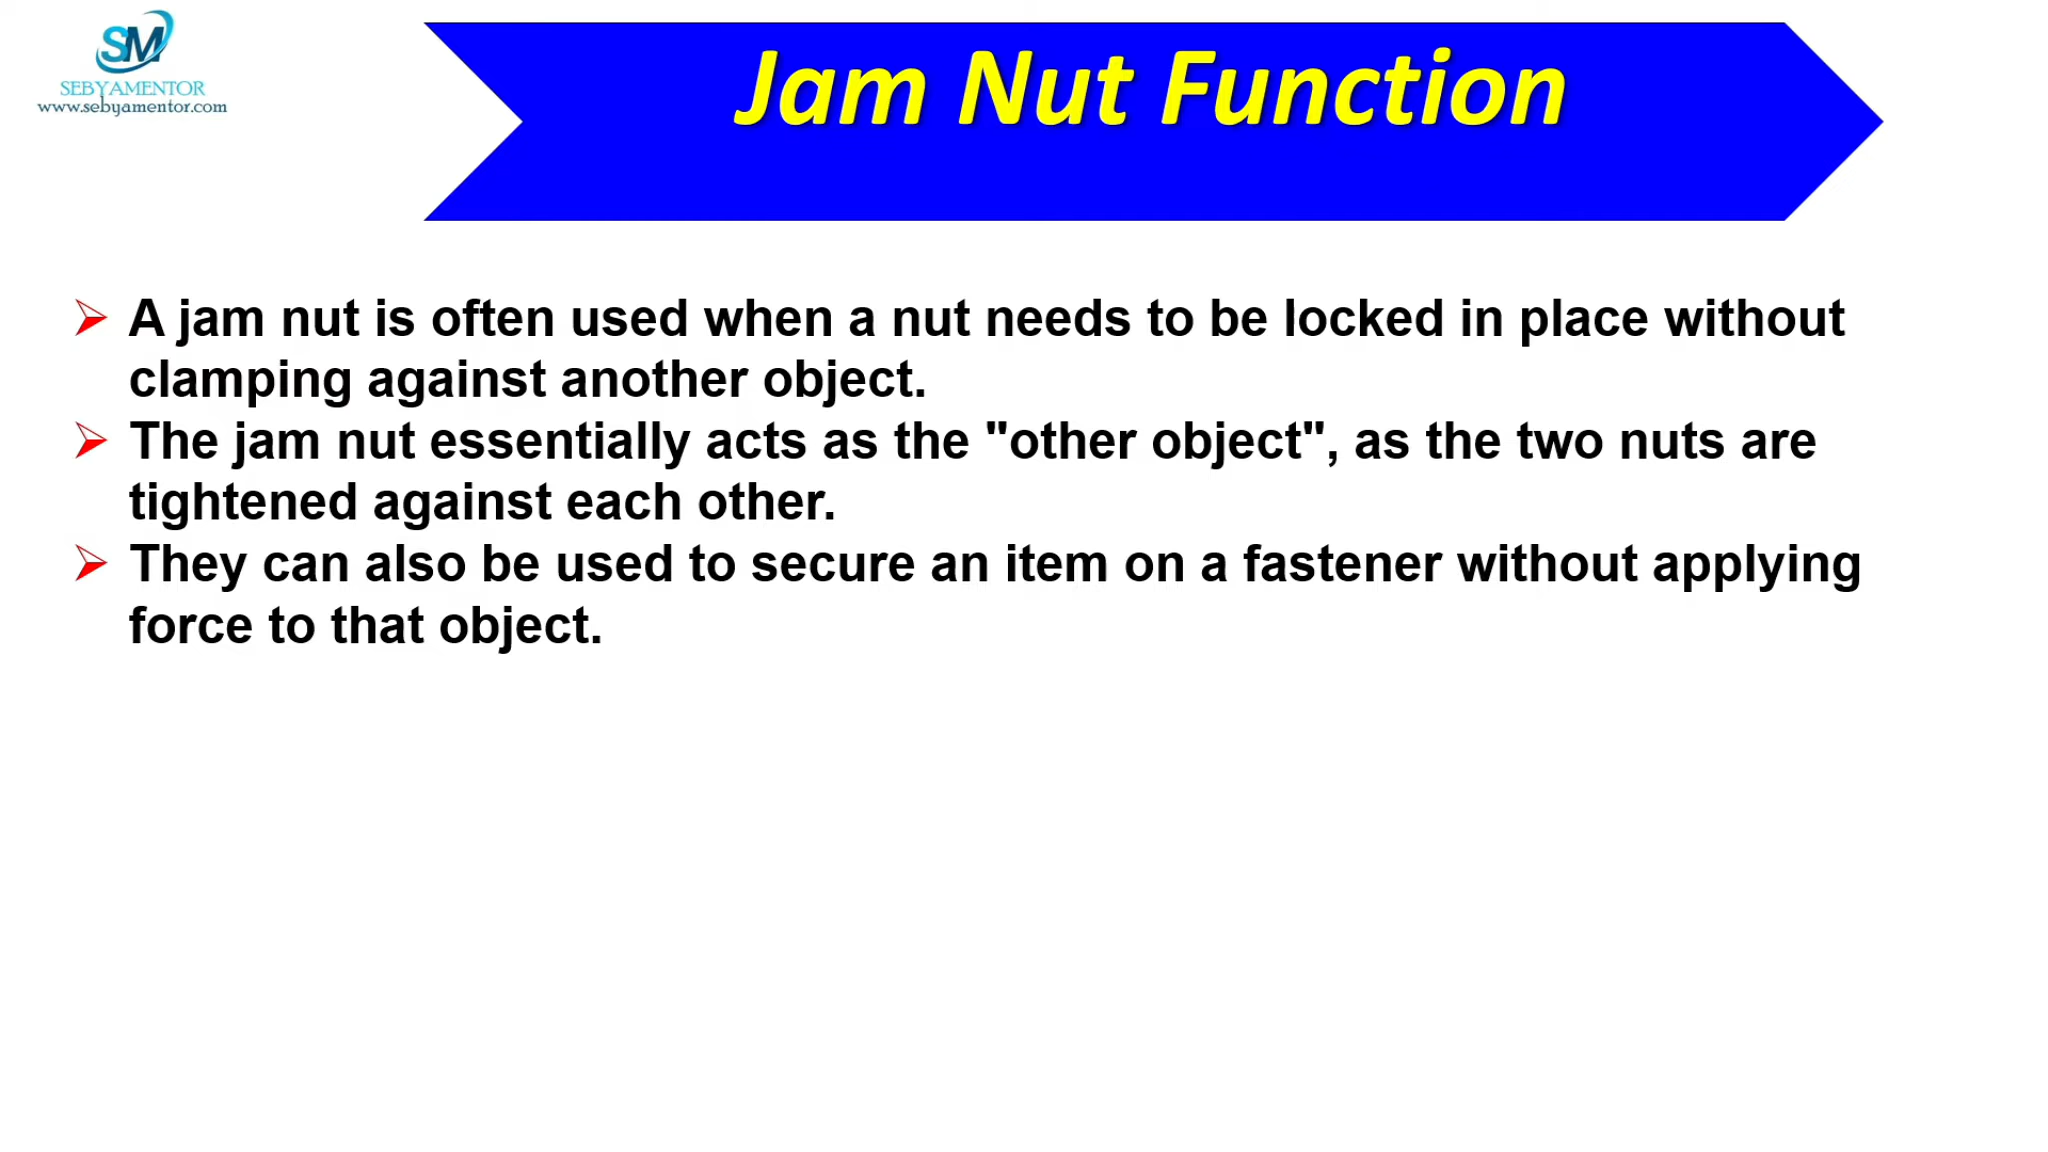 SM
SEBYAMENTOR
www.sebyamentor.com
Jam Nut Function
A jam nut is often used when a nut needs to be locked in place without
clamping against another object.
The jam nut essentially acts as the "other object", as the two nuts are
tightened against each other.
They can also be used to secure an item on a fastener without applying
force to that object.